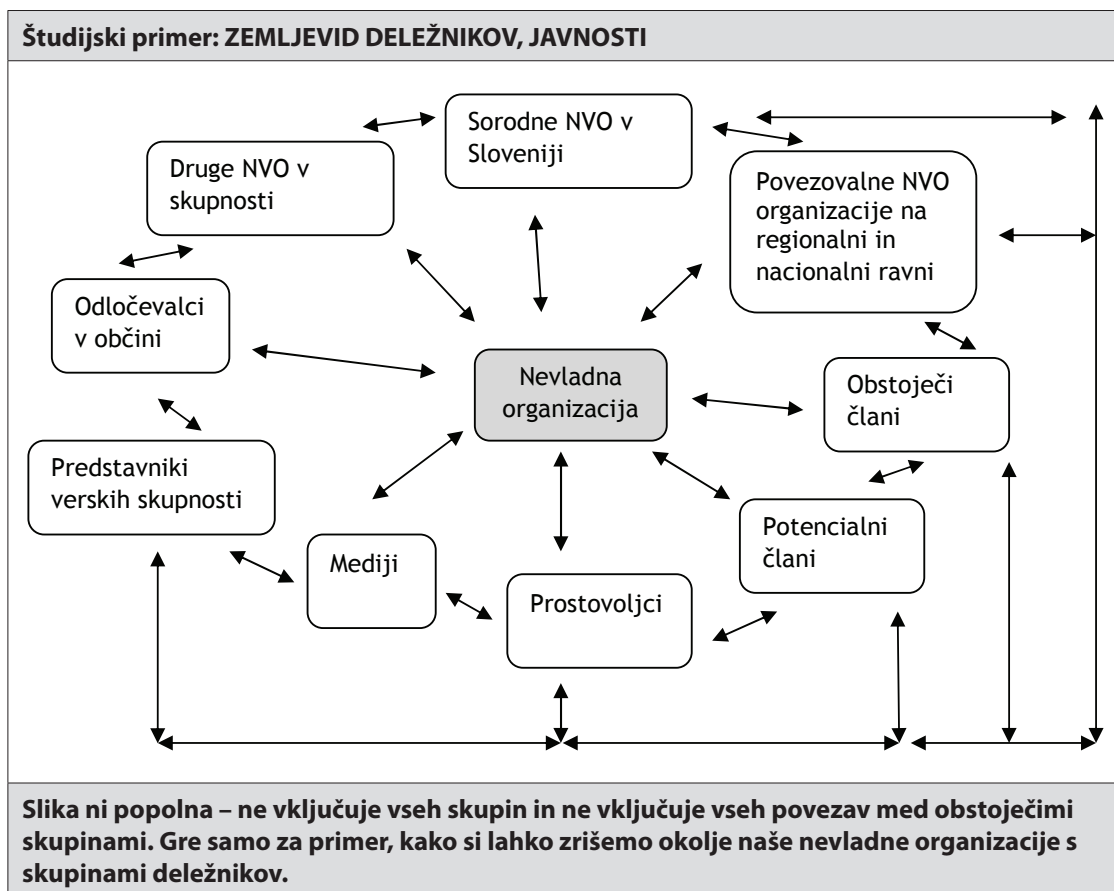 Študijski primer: ZEMLJEVID DELEŽNIKOV, JAVNOSTI
Sorodne NVO v
Sloveniji
Druge NVO v
skupnosti
Povezovalne NVO
organizacije na
regionalni in
nacionalni ravni
Odločevalci
v občini
Nevladna
organizacija
Obstoječi
člani
Predstavniki
verskih skupnosti
Potencialni
člani
Mediji
Prostovoljci
Slika ni popolna – ne vključuje vseh skupin in ne vključuje vseh povezav med obstoječimi
skupinami. Gre samo za primer, kako si lahko zrišemo okolje naše nevladne organizacije s
skupinami deležnikov.